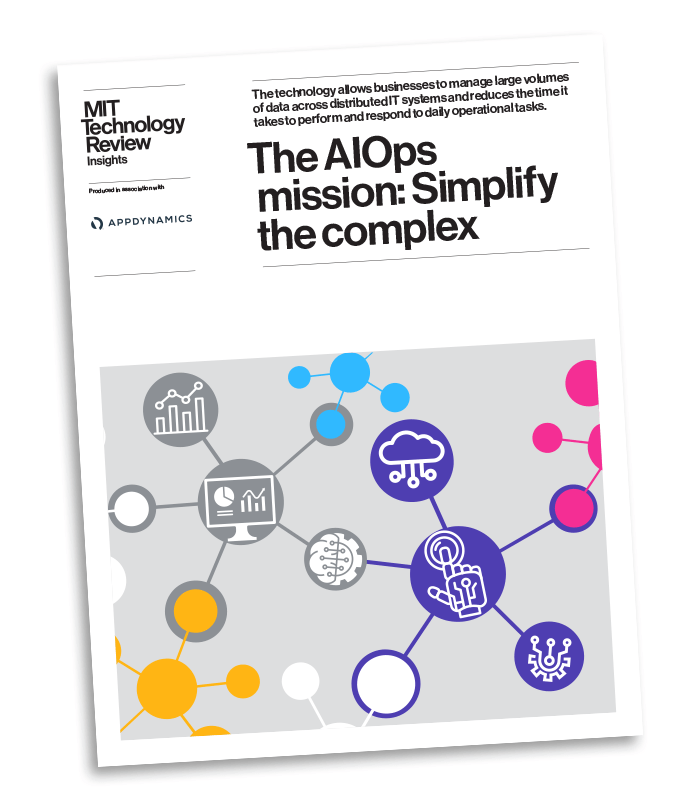 MIT
Technology
Review
Insights
Produced in association with
APPDYNAMICS
The technology allows businesses to manage large volumes
of data across distributed IT systems and reduces the time it
takes to perform and respond to daily operational tasks.
The AIOps
mission: Simplify
the complex